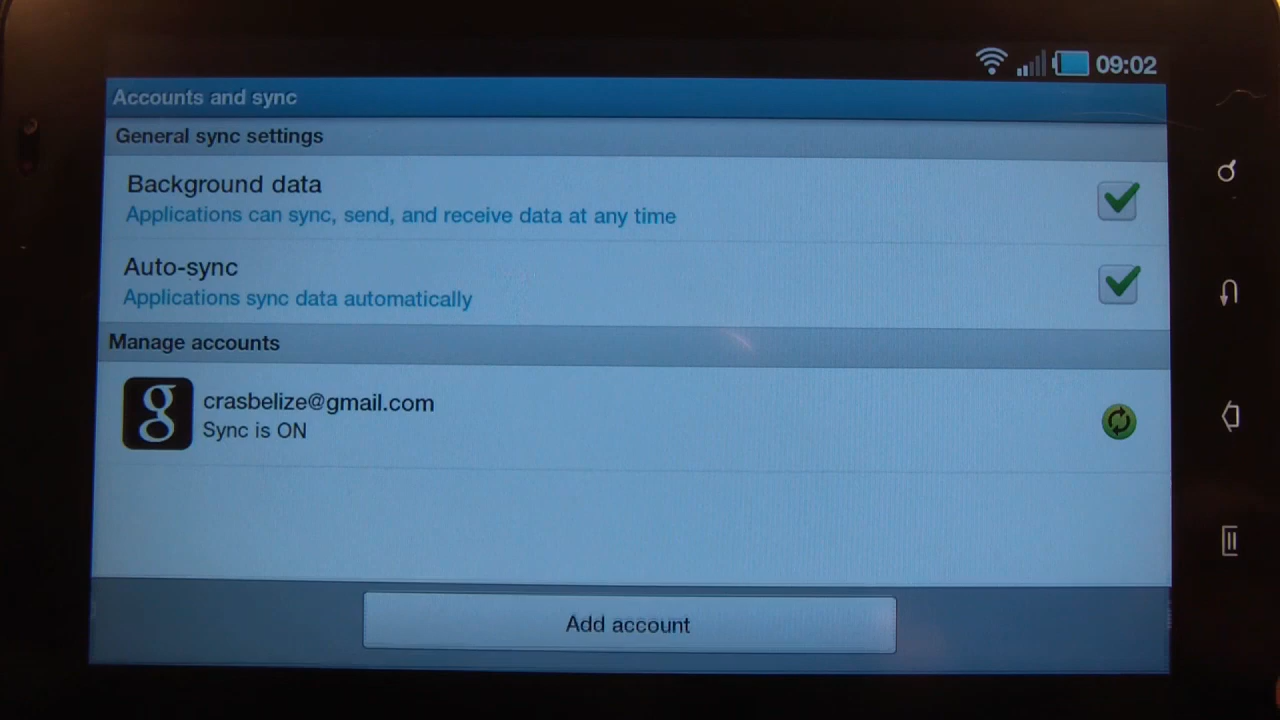 09:02
Accounts and sync
General sync settings
Background data
Applications can sync, send, and receive data at any time
Auto-sync
Applications sync data automatically
Manage accounts
g
crasbelize@gmail.com
Sync is ON
Add account